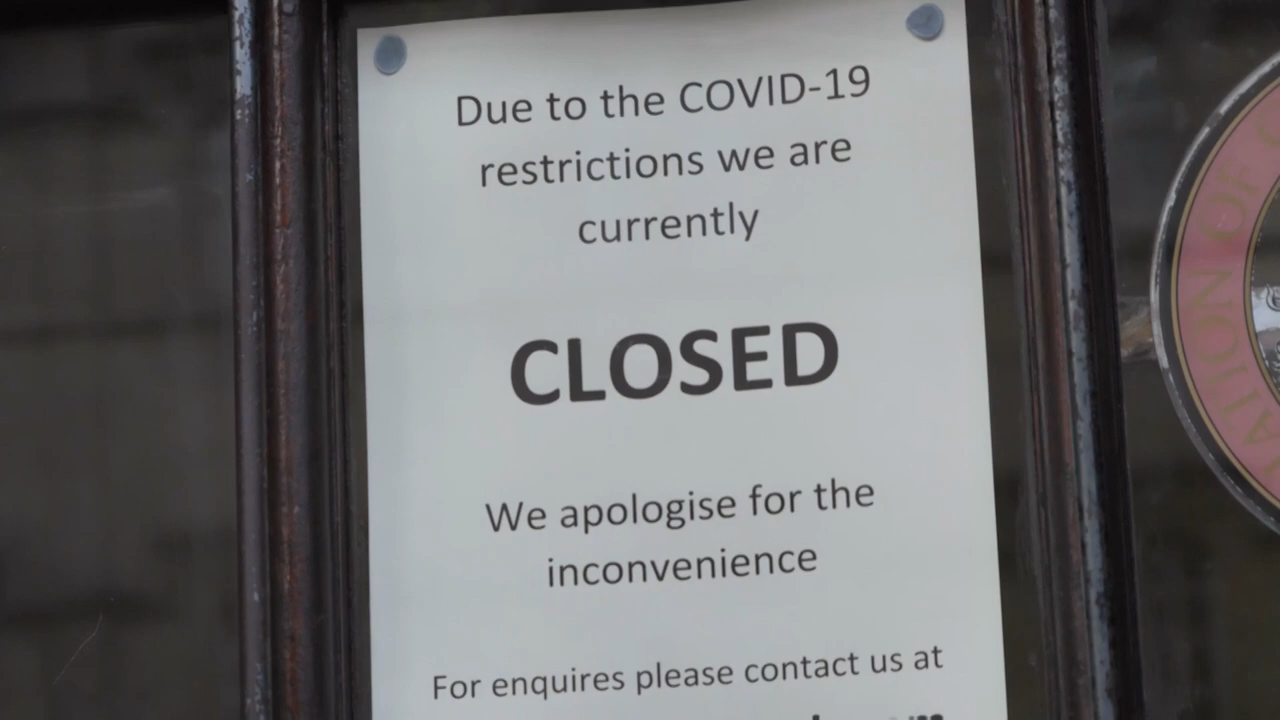 Due to the COVID-19
restrictions we are
currently
CLOSED
We apologise for the
inconvenience
For enquires please contact us at